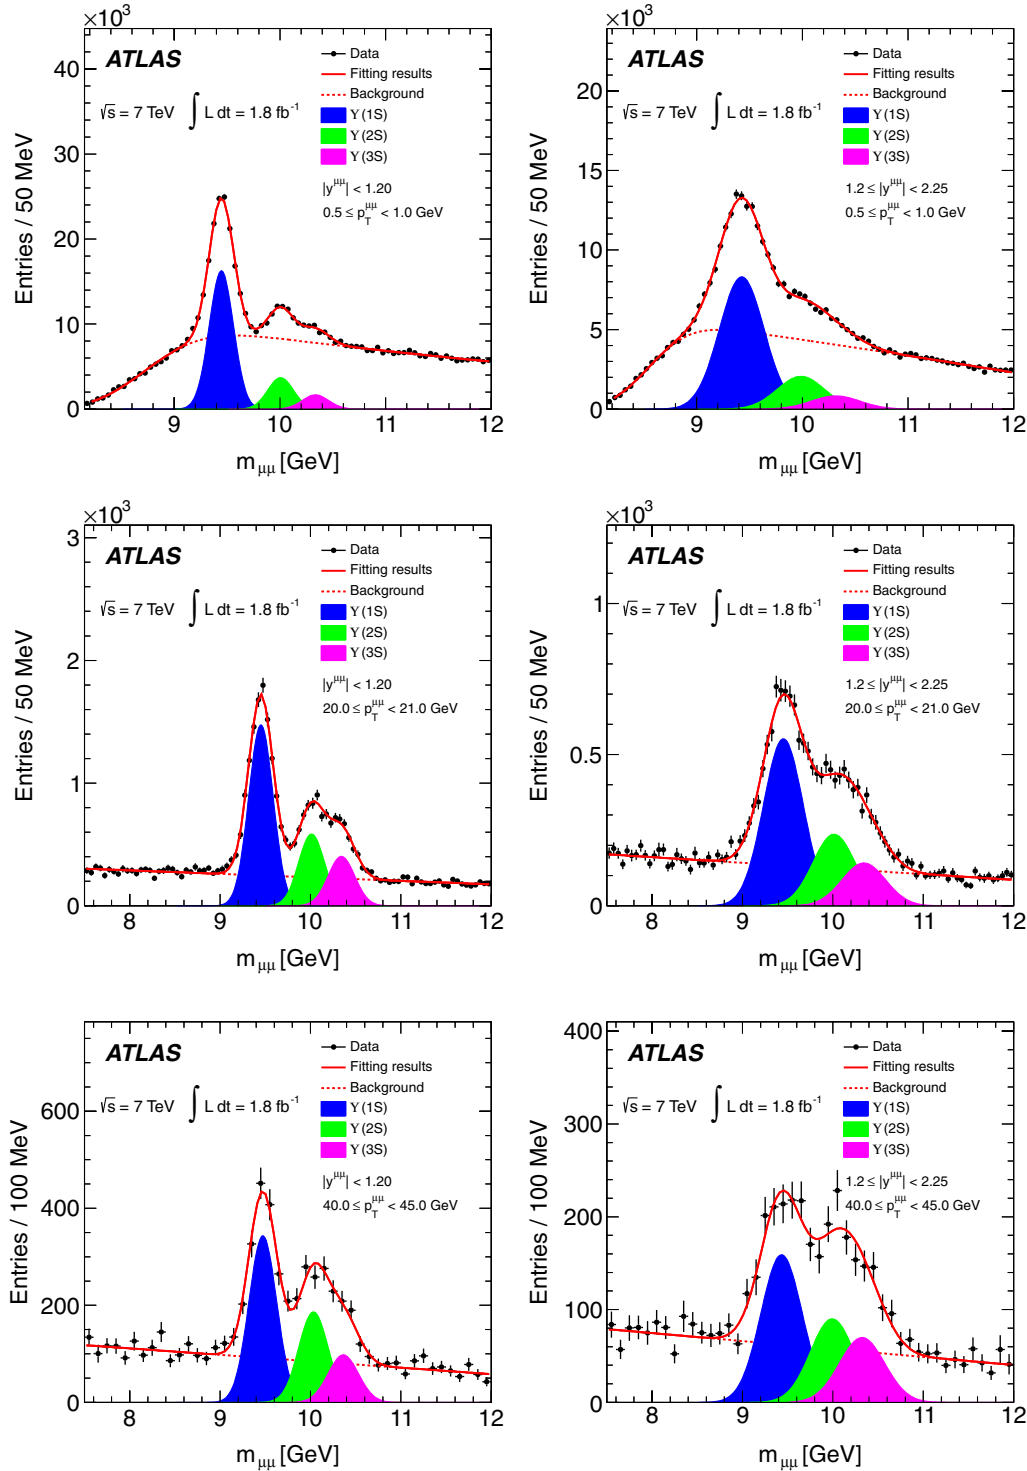 ×10³
ATLAS
√s = 7 TeV ∫ L dt = 1.8 fb⁻¹
Data
Fitting results
Background
ϒ(1S)
ϒ(2S)
ϒ(3S)
|y^μμ| < 1.20
0.5 ≤ p_T^μμ < 1.0 GeV
Entries / 50 MeV
40
30
20
10
0
9 10 11 12
m_μμ [GeV]
×10³
ATLAS
√s = 7 TeV ∫ L dt = 1.8 fb⁻¹
Data
Fitting results
Background
ϒ(1S)
ϒ(2S)
ϒ(3S)
1.2 ≤ |y^μμ| < 2.25
0.5 ≤ p_T^μμ < 1.0 GeV
Entries / 50 MeV
20
15
10
5
0
9 10 11 12
m_μμ [GeV]
×10³
ATLAS
√s = 7 TeV ∫ L dt = 1.8 fb⁻¹
Data
Fitting results
Background
ϒ(1S)
ϒ(2S)
ϒ(3S)
|y^μμ| < 1.20
20.0 ≤ p_T^μμ < 21.0 GeV
Entries / 50 MeV
3
2
1
0
8 9 10 11 12
m_μμ [GeV]
×10³
ATLAS
√s = 7 TeV ∫ L dt = 1.8 fb⁻¹
Data
Fitting results
Background
ϒ(1S)
ϒ(2S)
ϒ(3S)
1.2 ≤ |y^μμ| < 2.25
20.0 ≤ p_T^μμ < 21.0 GeV
Entries / 50 MeV
1
0.5
0
8 9 10 11 12
m_μμ [GeV]
ATLAS
√s = 7 TeV ∫ L dt = 1.8 fb⁻¹
Data
Fitting results
Background
ϒ(1S)
ϒ(2S)
ϒ(3S)
|y^μμ| < 1.20
40.0 ≤ p_T^μμ < 45.0 GeV
Entries / 100 MeV
600
400
200
0
8 9 10 11 12
m_μμ [GeV]
ATLAS
√s = 7 TeV ∫ L dt = 1.8 fb⁻¹
Data
Fitting results
Background
ϒ(1S)
ϒ(2S)
ϒ(3S)
1.2 ≤ |y^μμ| < 2.25
40.0 ≤ p_T^μμ < 45.0 GeV
Entries / 100 MeV
400
300
200
100
0
8 9 10 11 12
m_μμ [GeV]